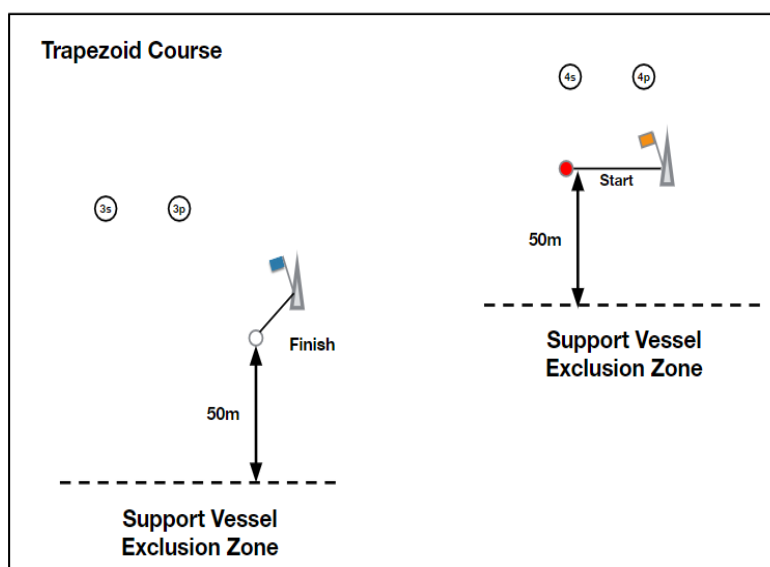 Trapezoid Course
4s 4p
Start
50m
3s 3p
Support Vessel
Exclusion Zone
Finish
50m
Support Vessel
Exclusion Zone